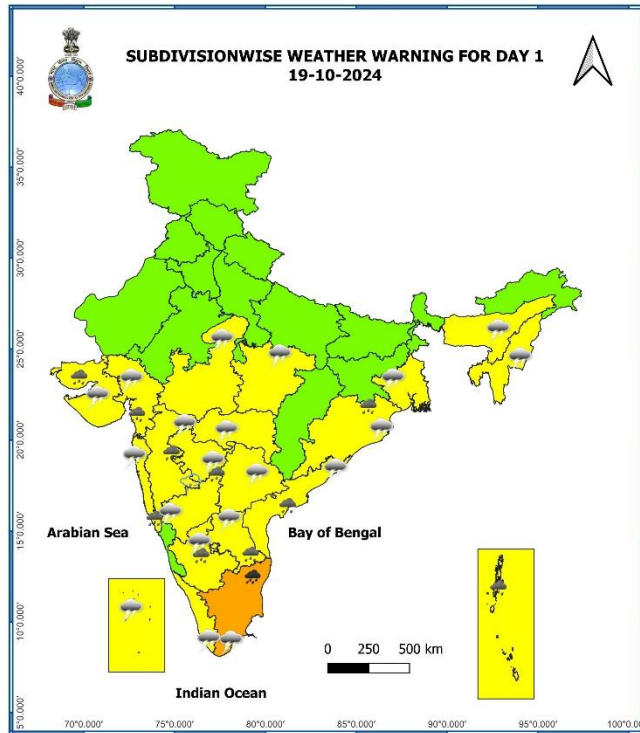 SUBDIVISIONWISE WEATHER WARNING FOR DAY 1
19-10-2024
40°0.000'
35°0.000'
30°0.000'
25°0.000'
20°0.000'
15°0.000'
10°0.000'
5°0.000'
Arabian Sea
Bay of Bengal
0 250 500 km
Indian Ocean
70°0.000' 75°0.000' 80°0.000' 85°0.000' 90°0.000' 95°0.000' 100°0.0